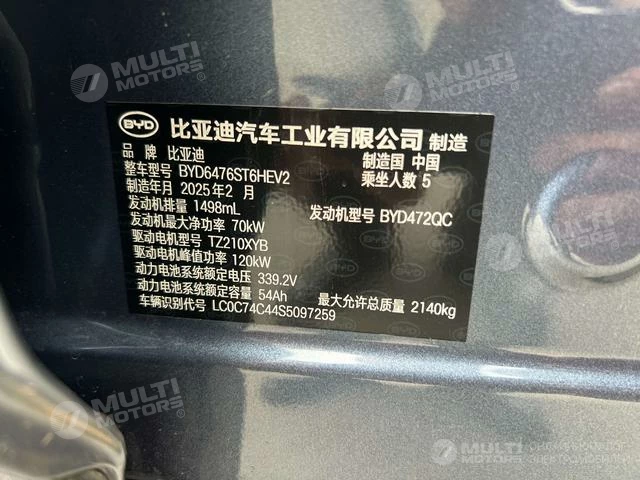 MULTI MOTORS
MULTI MOTORS
BYD 比亚迪汽车工业有限公司 制造
品 牌 比亚迪 制造国 中国
整车型号 BYD6476ST6HEV2 乘坐人数 5
制造年月 2025年2 月
发动机排量 1498mL 发动机型号 BYD472QC
发动机最大净功率 70kW
驱动电机型号 TZ210XYB
驱动电机峰值功率 120kW
动力电池系统额定电压 339.2V
动力电池系统额定容量 54Ah 最大允许总质量 2140kg
车辆识别代号 LC0C74C44S5097259
MULTI MOTORS
MULTI MOTORS
MULTI